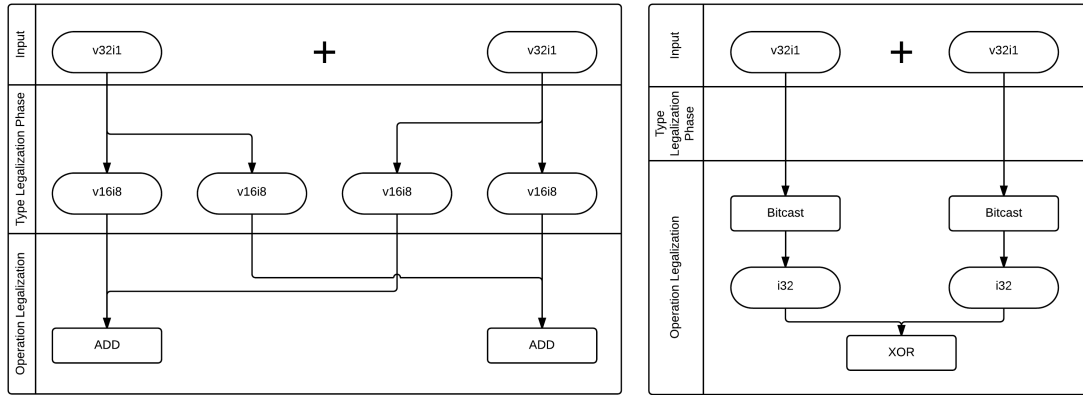 Input
v32i1
+
v32i1
Type Legalization Phase
v16i8
v16i8
v16i8
v16i8
Operation Legalization
ADD
ADD
Input
v32i1
+
v32i1
Type
Legalization
Phase
Operation Legalization
Bitcast
Bitcast
i32
i32
XOR